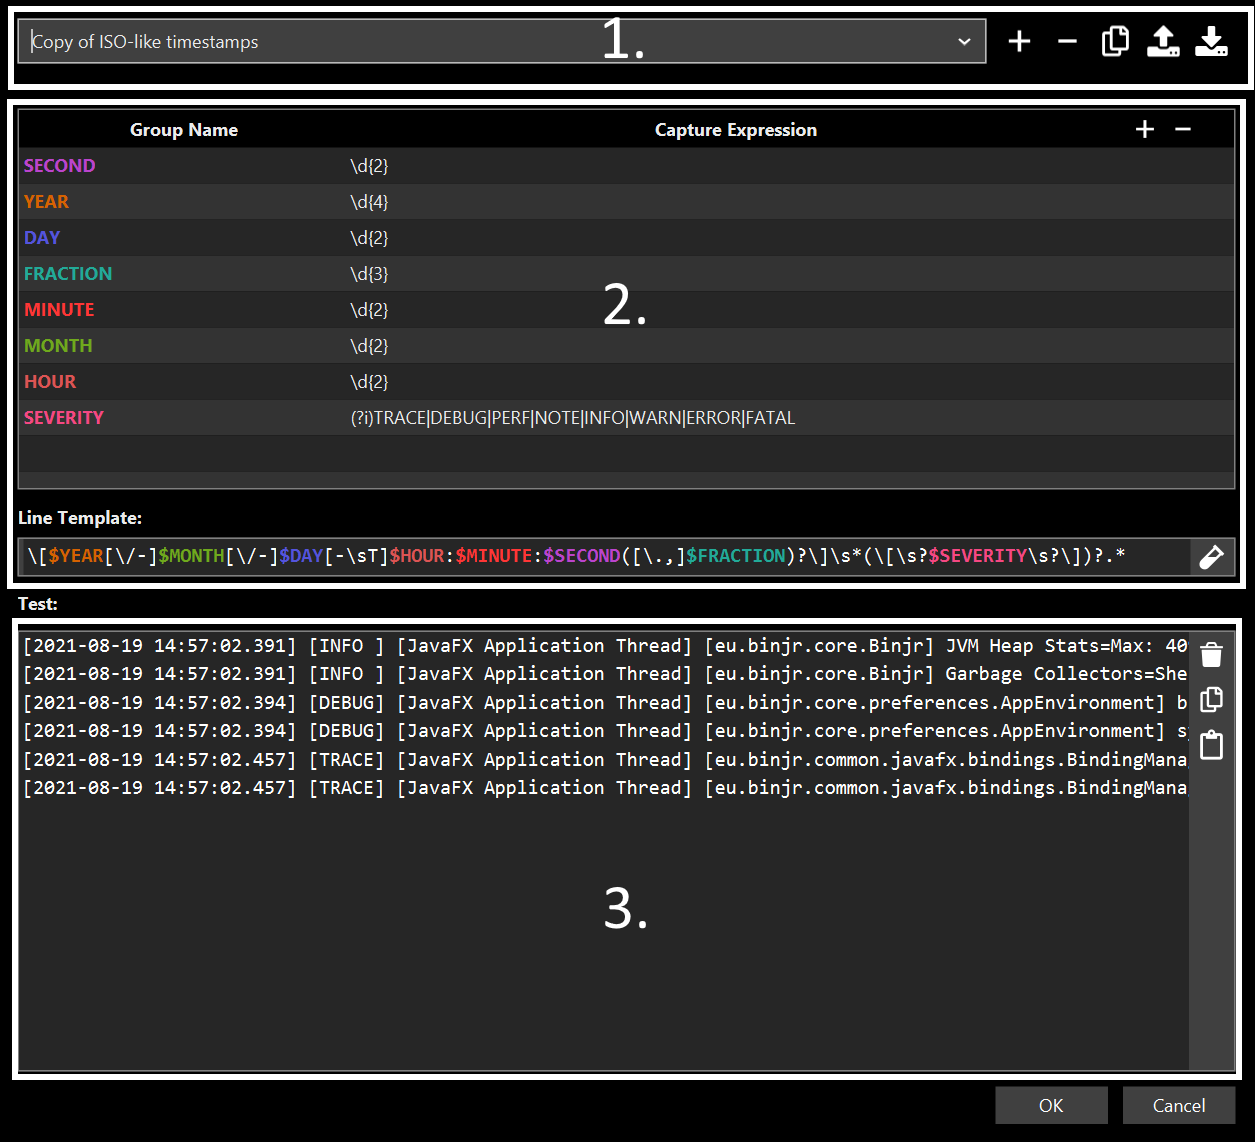 1.
Copy of ISO-like timestamps
Group Name Capture Expression
SECOND \d{2}
YEAR \d{4}
DAY \d{2}
FRACTION \d{3}
2.
MINUTE \d{2}
MONTH \d{2}
HOUR \d{2}
SEVERITY (?i)TRACE|DEBUG|PERF|NOTE|INFO|WARN|ERROR|FATAL
Line Template:
\[$YEAR[\/-]$MONTH[\/-]$DAY[-\sT]$HOUR:$MINUTE:$SECOND([\.,]$FRACTION)?\]\s*(\[\s?$SEVERITY\s?\])?.*
Test:
[2021-08-19 14:57:02.391] [INFO ] [JavaFX Application Thread] [eu.binjr.core.Binjr] JVM Heap Stats=Max: 40
[2021-08-19 14:57:02.391] [INFO ] [JavaFX Application Thread] [eu.binjr.core.Binjr] Garbage Collectors=She
[2021-08-19 14:57:02.394] [DEBUG] [JavaFX Application Thread] [eu.binjr.core.preferences.AppEnvironment] b
[2021-08-19 14:57:02.394] [DEBUG] [JavaFX Application Thread] [eu.binjr.core.preferences.AppEnvironment] s
[2021-08-19 14:57:02.457] [TRACE] [JavaFX Application Thread] [eu.binjr.common.javafx.bindings.BindingMana
[2021-08-19 14:57:02.457] [TRACE] [JavaFX Application Thread] [eu.binjr.common.javafx.bindings.BindingMana
3.
OK Cancel